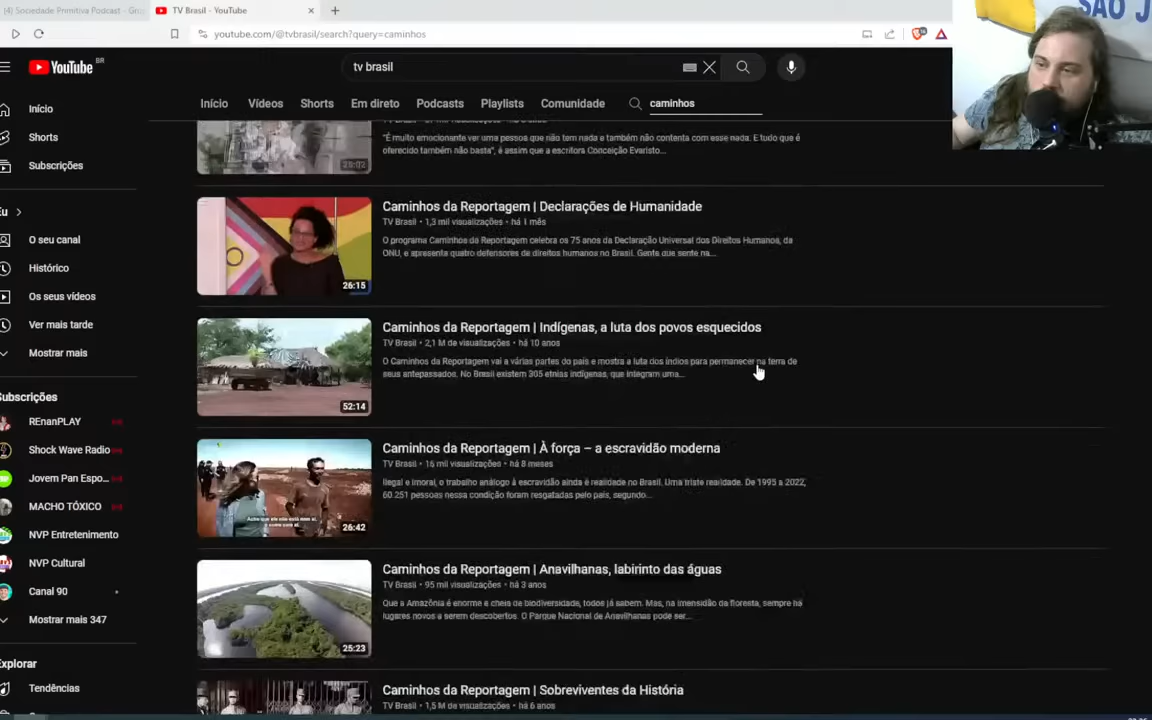 (4) Sociedade Primitiva Podcast - Gro
TV Brasil - YouTube
youtube.com/@tvbrasil/search?query=caminhos
YouTube BR
tv brasil
Início
Vídeos
Shorts
Em direto
Podcasts
Playlists
Comunidade
caminhos
Início
Shorts
Subscrições
Eu
O seu canal
Histórico
Os seus vídeos
Ver mais tarde
Mostrar mais
Subscrições
REnanPLAY
Shock Wave Radio
Jovem Pan Espo...
MACHO TÓXICO
NVP Entretenimento
NVP Cultural
Canal 90
Mostrar mais 347
Explorar
Tendências
"É muito emocionante ver uma pessoa que não tem nada e também não contenta com esse nada. E tudo que é
oferecido também não basta", é assim que a escritora Conceição Evaristo...
Caminhos da Reportagem | Declarações de Humanidade
TV Brasil • 1,3 mil visualizações • há 1 mês
O programa Caminhos da Reportagem celebra os 75 anos da Declaração Universal dos Direitos Humanos, da
ONU, e apresenta quatro defensores de direitos humanos no Brasil. Gente que sente na...
26:15
Caminhos da Reportagem | Indígenas, a luta dos povos esquecidos
TV Brasil • 2,1 M de visualizações • há 10 anos
O Caminhos da Reportagem vai a várias partes do país e mostra a luta dos índios para permanecer na terra de
seus antepassados. No Brasil existem 305 etnias indígenas, que integram uma...
52:14
Caminhos da Reportagem | À força – a escravidão moderna
TV Brasil • 16 mil visualizações • há 8 meses
Ilegal e imoral, o trabalho análogo à escravidão ainda é realidade no Brasil. Uma triste realidade. De 1995 a 2022,
60.251 pessoas nessa condição foram resgatadas pelo país, segundo...
26:42
Caminhos da Reportagem | Anavilhanas, labirinto das águas
TV Brasil • 95 mil visualizações • há 3 anos
Que a Amazônia é enorme e cheia de biodiversidade, todos já sabem. Mas, na imensidão da floresta, sempre há
lugares novos a serem descobertos. O Parque Nacional de Anavilhanas pode ser...
25:23
Caminhos da Reportagem | Sobreviventes da História
TV Brasil • 1,5 M de visualizações • há 6 anos
SÃO J